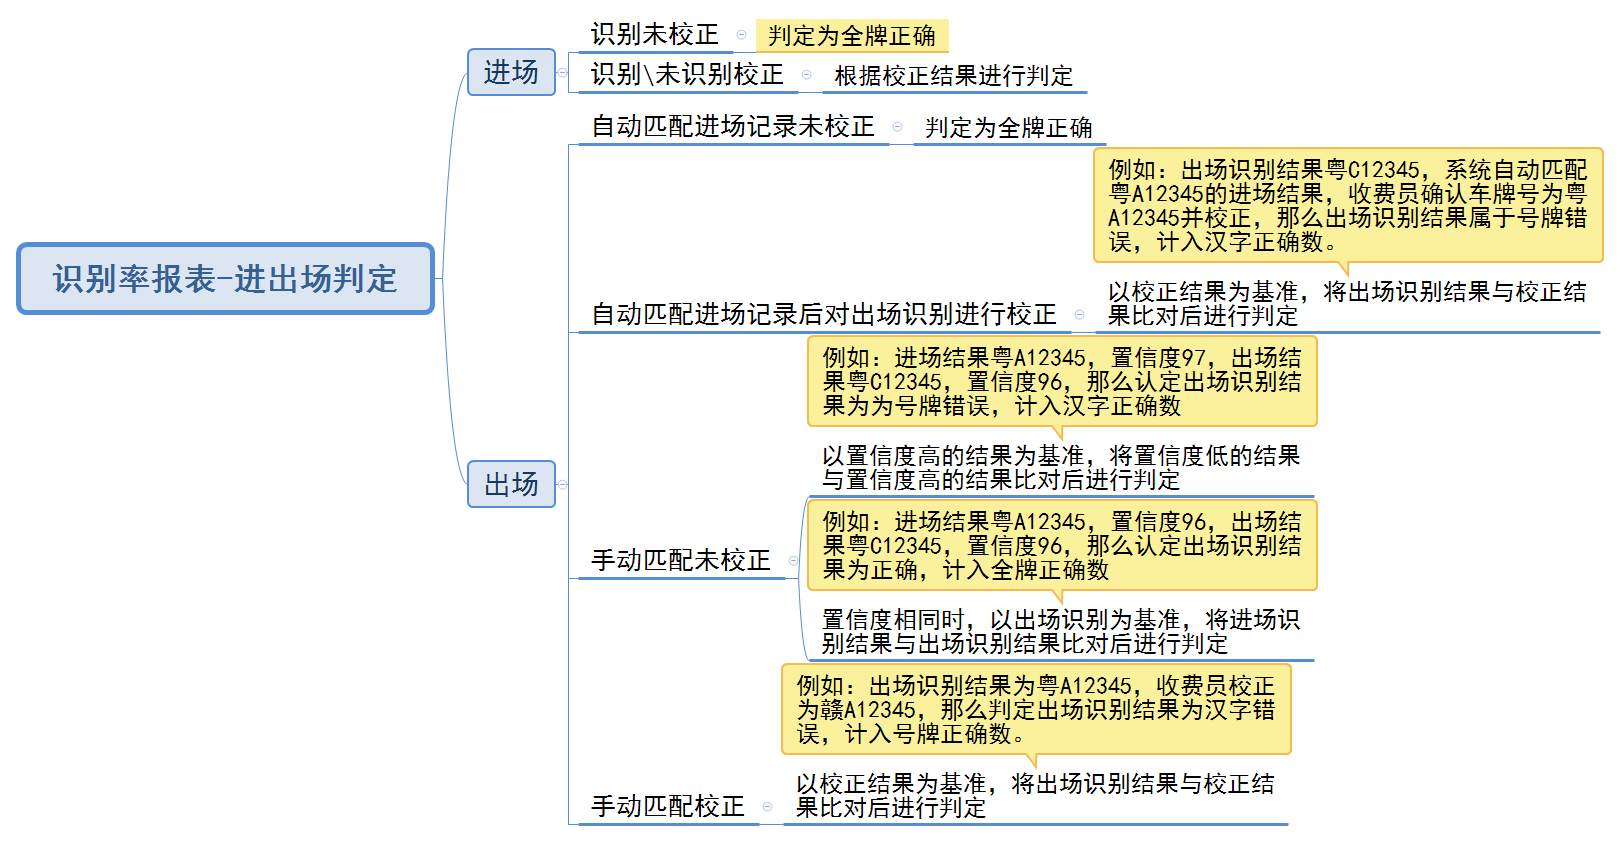 识别率报表-进出场判定
进场
识别未校正
判定为全牌正确
识别\未识别校正
根据校正结果进行判定
出场
自动匹配进场记录未校正
判定为全牌正确
自动匹配进场记录后对出场识别进行校正
例如：出场识别结果粤C12345，系统自动匹配
粤A12345的进场结果，收费员确认车牌号为粤
A12345并校正，那么出场识别结果属于号牌错
误，计入汉字正确数。
以校正结果为基准，将出场识别结果与校正结
果比对后进行判定
手动匹配未校正
例如：进场结果粤A12345，置信度97，出场结
果粤C12345，置信度96，那么认定出场识别结
果为为号牌错误，计入汉字正确数
以置信度高的结果为基准，将置信度低的结果
与置信度高的结果比对后进行判定
例如：进场结果粤A12345，置信度96，出场结
果粤C12345，置信度96，那么认定出场识别结
果为正确，计入全牌正确数
置信度相同时，以出场识别为基准，将进场识
别结果与出场识别结果比对后进行判定
手动匹配校正
例如：出场识别结果为粤A12345，收费员校正
为赣A12345，那么判定出场识别结果为汉字错
误，计入号牌正确数。
以校正结果为基准，将出场识别结果与校正结
果比对后进行判定